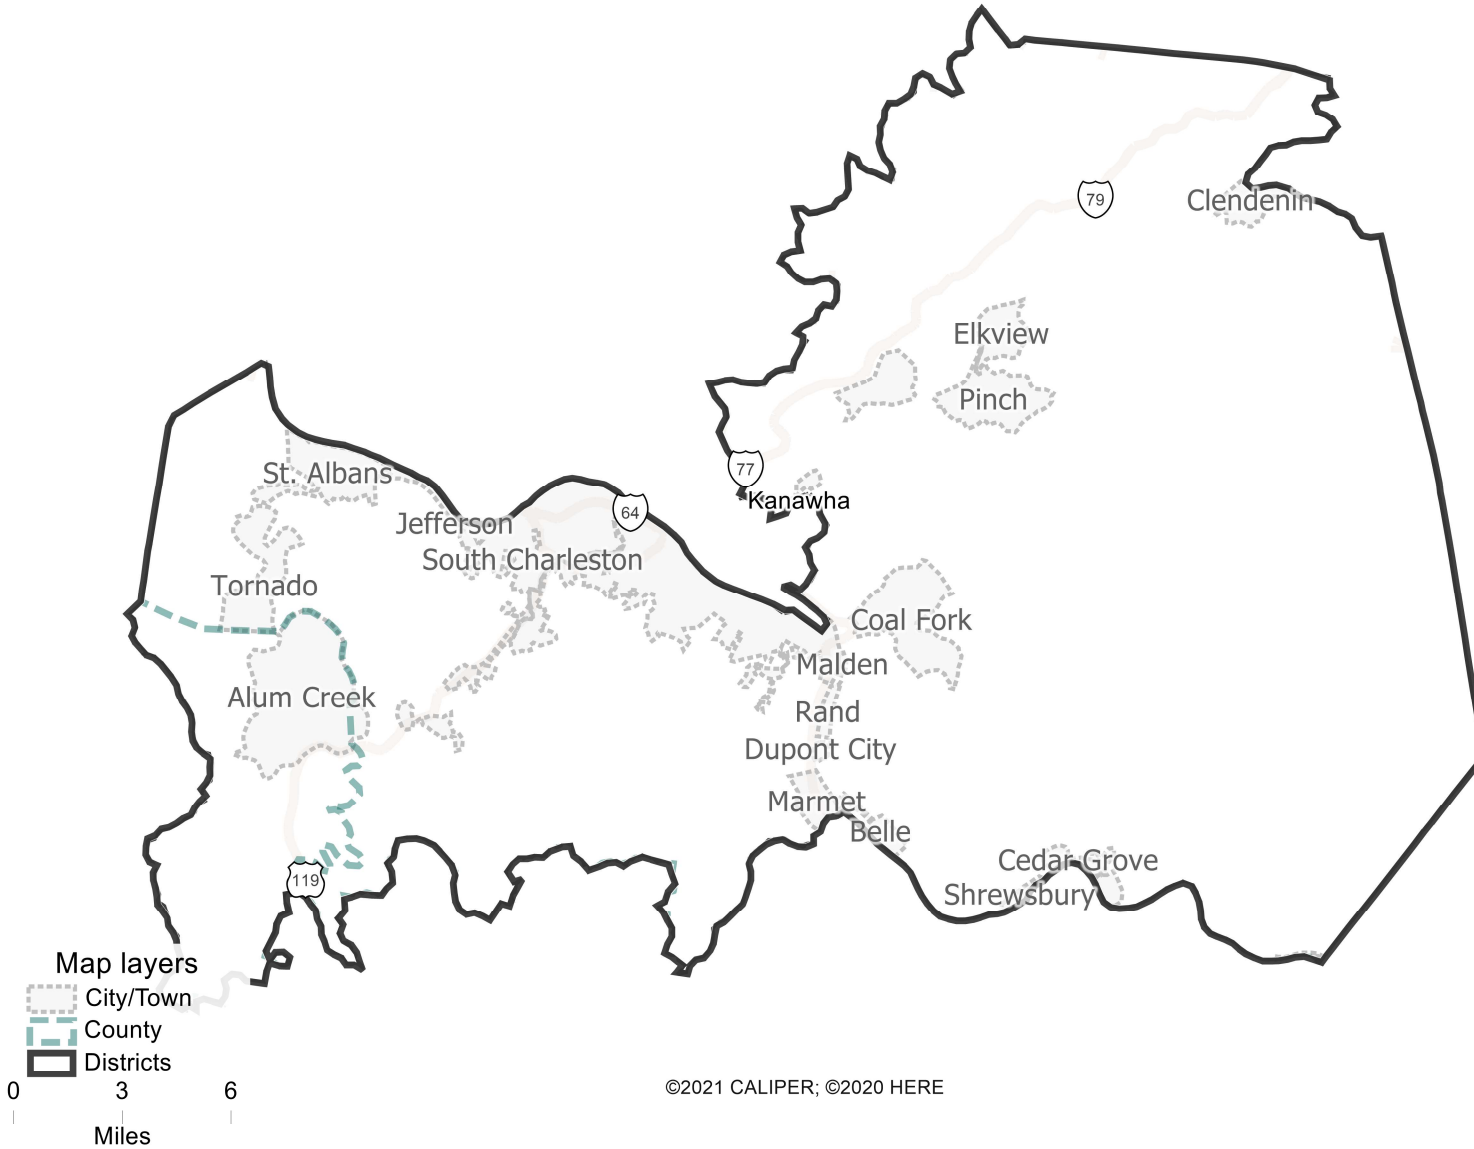 79
Clendenin
Elkview
Pinch
77
Kanawha
St. Albans
64
Jefferson
South Charleston
Tornado
Coal Fork
Malden
Alum Creek
Rand
Dupont City
Marmet
Belle
Cedar Grove
119
Shrewsbury
Map layers
City/Town
County
Districts
0 3 6
Miles
©2021 CALIPER; ©2020 HERE